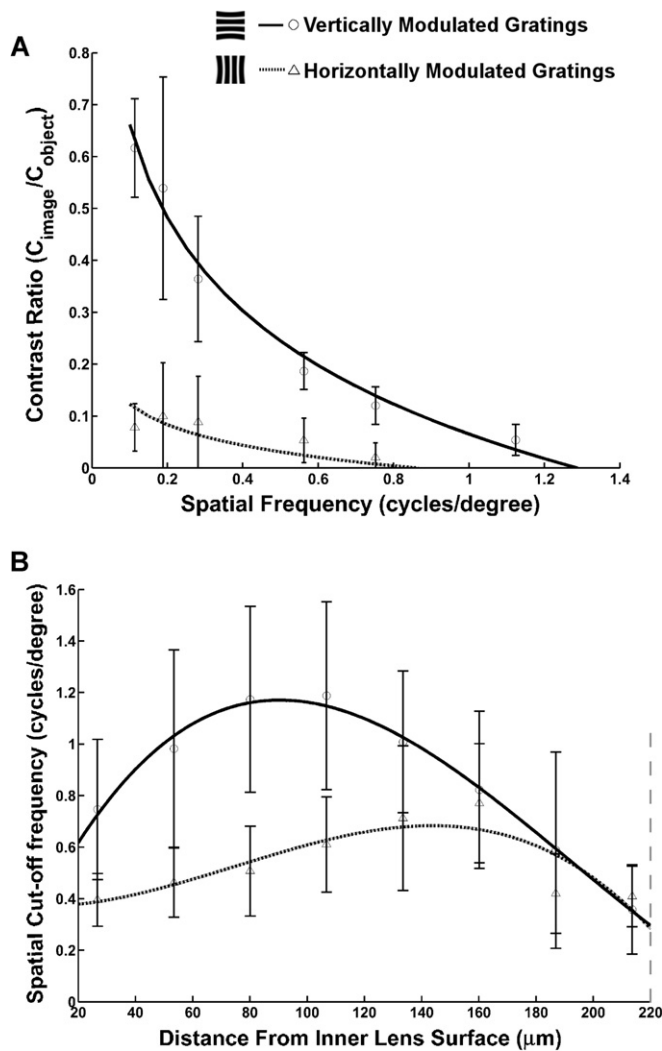 Vertically Modulated Gratings
A
Horizontally Modulated Gratings
0.8
0.7
0.6
0.5
0.4
0.3
0.2
0.1
0
Contrast Ratio (C_image/C_object)
0 0.2 0.4 0.6 0.8 1 1.2 1.4
Spatial Frequency (cycles/degree)
B
1.6
1.4
1.2
1
0.8
0.6
0.4
0.2
0
Spatial Cut-off frequency (cycles/degree)
20 40 60 80 100 120 140 160 180 200 220
Distance From Inner Lens Surface (μm)